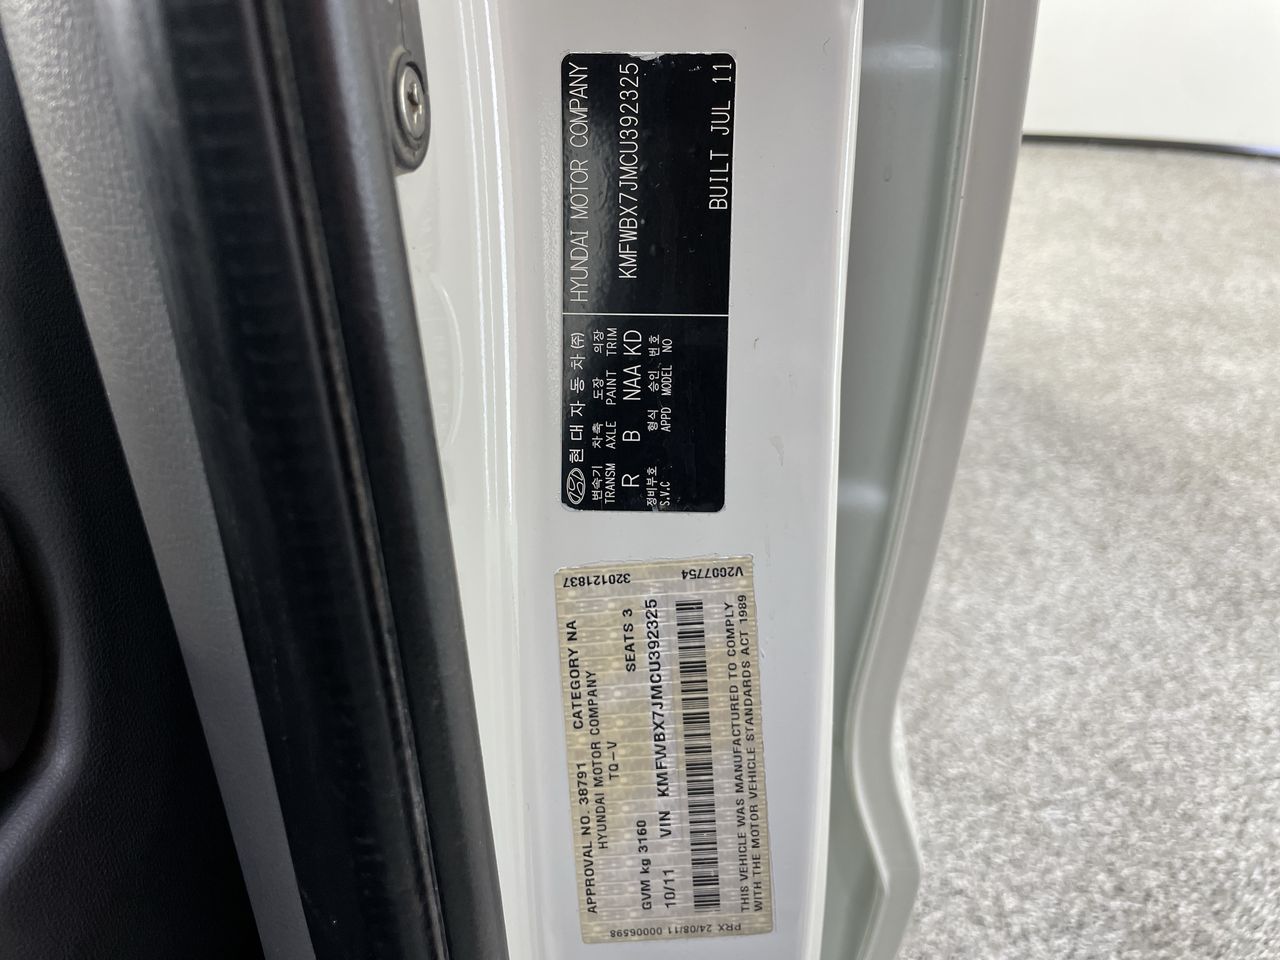 현대자동차(주) HYUNDAI MOTOR COMPANY
변속기 차축 도장 의장
TRANSM AXLE PAINT TRIM
R B NAA KD KMFWBX7JMCU392325
정비부호 형식 승인 번호
S.V.C APPD MODEL NO
BUILT JUL 11
320121837 V2G07754
APPROVAL NO. 38791 CATEGORY NA
HYUNDAI MOTOR COMPANY
TQ-V SEATS 3
GVM kg 3160
10/11 VIN KMFWBX7JMCU392325
THIS VEHICLE WAS MANUFACTURED TO COMPLY
WITH THE MOTOR VEHICLE STANDARDS ACT 1989
PRX 24/08/11 00006598